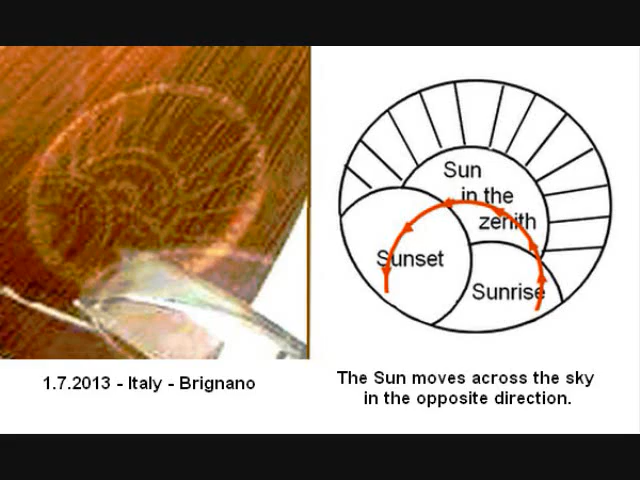 Sun
in the
zenith
Sunset
Sunrise
1.7.2013 - Italy - Brignano
The Sun moves across the sky
in the opposite direction.